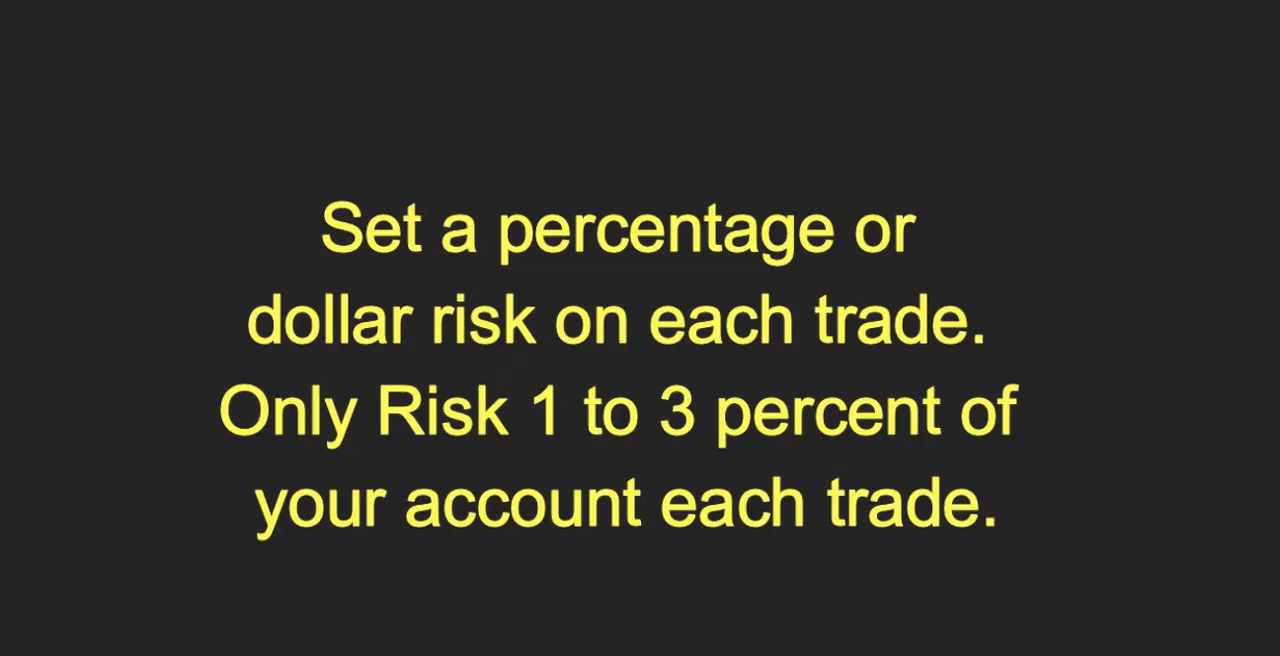 Set a percentage or
dollar risk on each trade.
Only Risk 1 to 3 percent of
your account each trade.